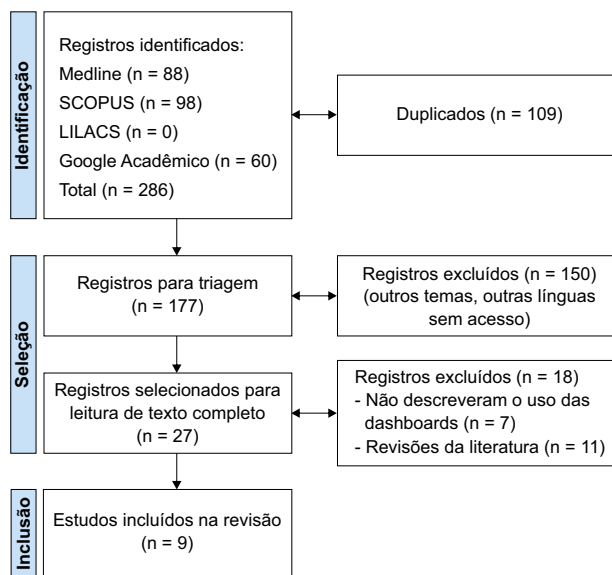 Identificação
Registros identificados:
Medline (n = 88)
SCOPUS (n = 98)
LILACS (n = 0)
Google Acadêmico (n = 60)
Total (n = 286)
Duplicados (n = 109)
Seleção
Registros para triagem
(n = 177)
Registros excluídos (n = 150)
(outros temas, outras línguas
sem acesso)
Registros selecionados para
leitura de texto completo
(n = 27)
Registros excluídos (n = 18)
- Não descreveram o uso das
dashboards (n = 7)
- Revisões da literatura (n = 11)
Inclusão
Estudos incluídos na revisão
(n = 9)